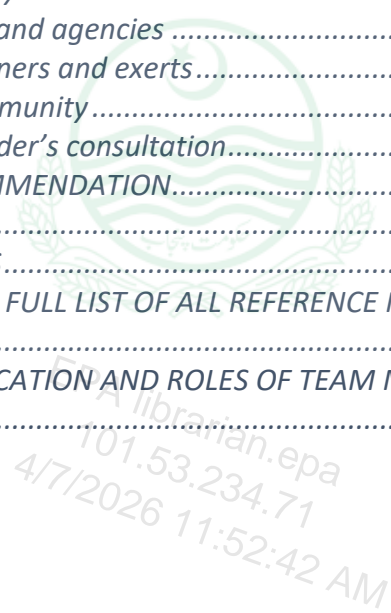 and agencies ...............................
ners and exerts...............................
munity...............................
der's consultation...............................
MMENDATION...............................
...............................
...............................
FULL LIST OF ALL REFERENCE
...............................
CATION AND ROLES OF TEAM
...............................
EPA librarian.epa
101.53.234.71
4/7/2026 11:52:42 AM